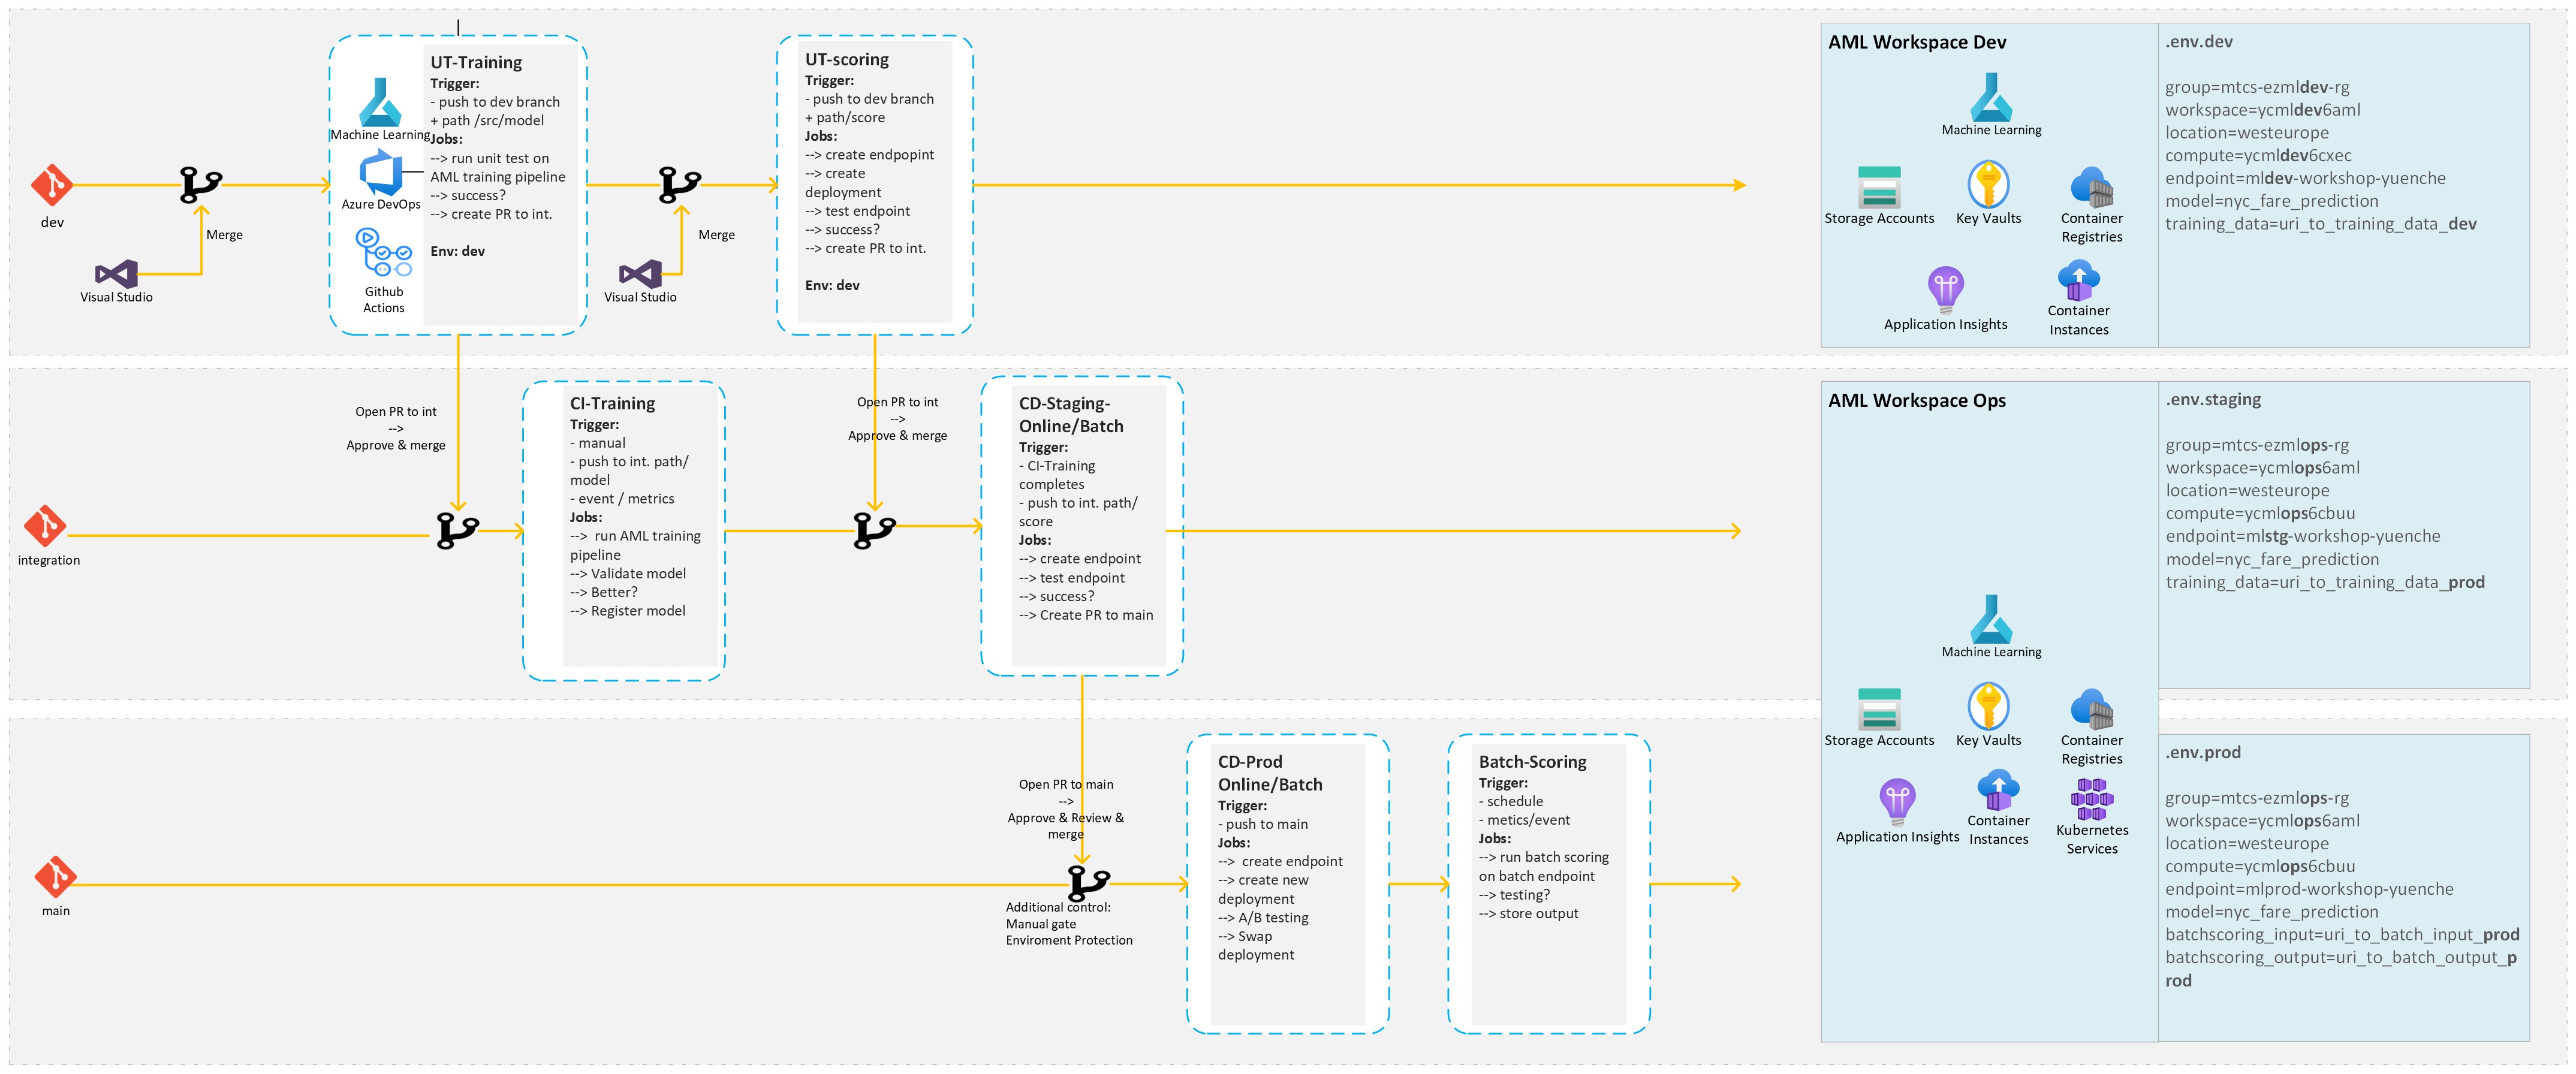 dev
Merge
Visual Studio
Machine Learning
Azure DevOps
Github
Actions
UT-Training
Trigger:
- push to dev branch
+ path /src/model
Jobs:
--> run unit test on
AML training pipeline
--> success?
--> create PR to int.
Env: dev
Merge
Visual Studio
UT-scoring
Trigger:
- push to dev branch
+ path/score
Jobs:
--> create endpopint
--> create
deployment
--> test endpoint
--> success?
--> create PR to int.
Env: dev
AML Workspace Dev
Machine Learning
Storage Accounts
Key Vaults
Container
Registries
Application Insights
Container
Instances
.env.dev
group=mtcs-ezmldev-rg
workspace=ycmldev6aml
location=westeurope
compute=ycmldev6cxec
endpoint=mldev-workshop-yuenche
model=nyc_fare_prediction
training_data=uri_to_training_data_dev
integration
Open PR to int
-->
Approve & merge
CI-Training
Trigger:
- manual
- push to int. path/
model
- event / metrics
Jobs:
--> run AML training
pipeline
--> Validate model
--> Better?
--> Register model
Open PR to int
-->
Approve & merge
CD-Staging-
Online/Batch
Trigger:
- CI-Training
completes
- push to int. path/
score
Jobs:
--> create endpoint
--> test endpoint
--> success?
--> Create PR to main
AML Workspace Ops
Machine Learning
Storage Accounts
Key Vaults
Container
Registries
Application Insights
Container
Instances
Kubernetes
Services
.env.staging
group=mtcs-ezmlops-rg
workspace=ycmlops6aml
location=westeurope
compute=ycmlops6cbuu
endpoint=mlstg-workshop-yuenche
model=nyc_fare_prediction
training_data=uri_to_training_data_prod
main
Open PR to main
-->
Approve & Review &
merge
Additional control:
Manual gate
Enviroment Protection
CD-Prod
Online/Batch
Trigger:
- push to main
Jobs:
--> create endpoint
--> create new
deployment
--> A/B testing
--> Swap
deployment
Batch-Scoring
Trigger:
- schedule
- metics/event
Jobs:
--> run batch scoring
on batch endpoint
--> testing?
--> store output
.env.prod
group=mtcs-ezmlops-rg
workspace=ycmlops6aml
location=westeurope
compute=ycmlops6cbuu
endpoint=mlprod-workshop-yuenche
model=nyc_fare_prediction
batchscoring_input=uri_to_batch_input_prod
batchscoring_output=uri_to_batch_output_p
rod